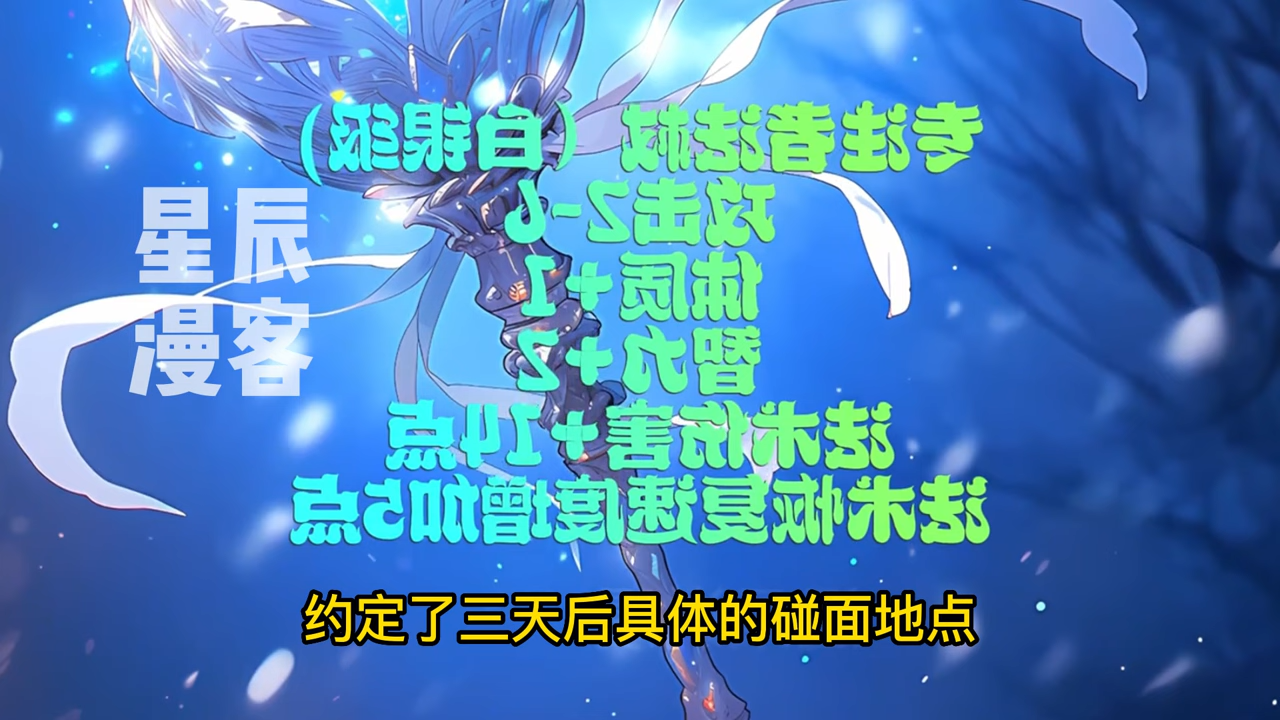 专注者法杖（白银级）
攻击2-6
体质+1
智力+2
法术伤害+14点
法术恢复速度增加5点
星辰
漫客
约定了三天后具体的碰面地点